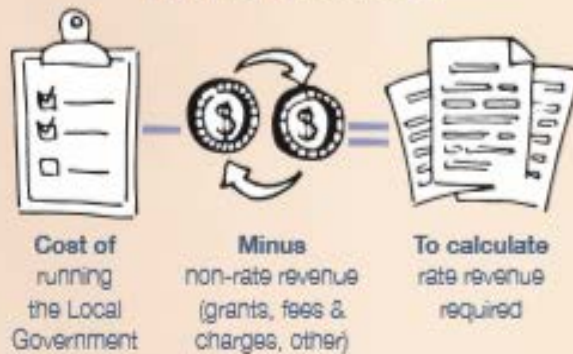 Cost of
running
the Local
Government
Minus
non-rate revenue
(grants, fees &
charges, other)
To calculate
rate revenue
required
$
$